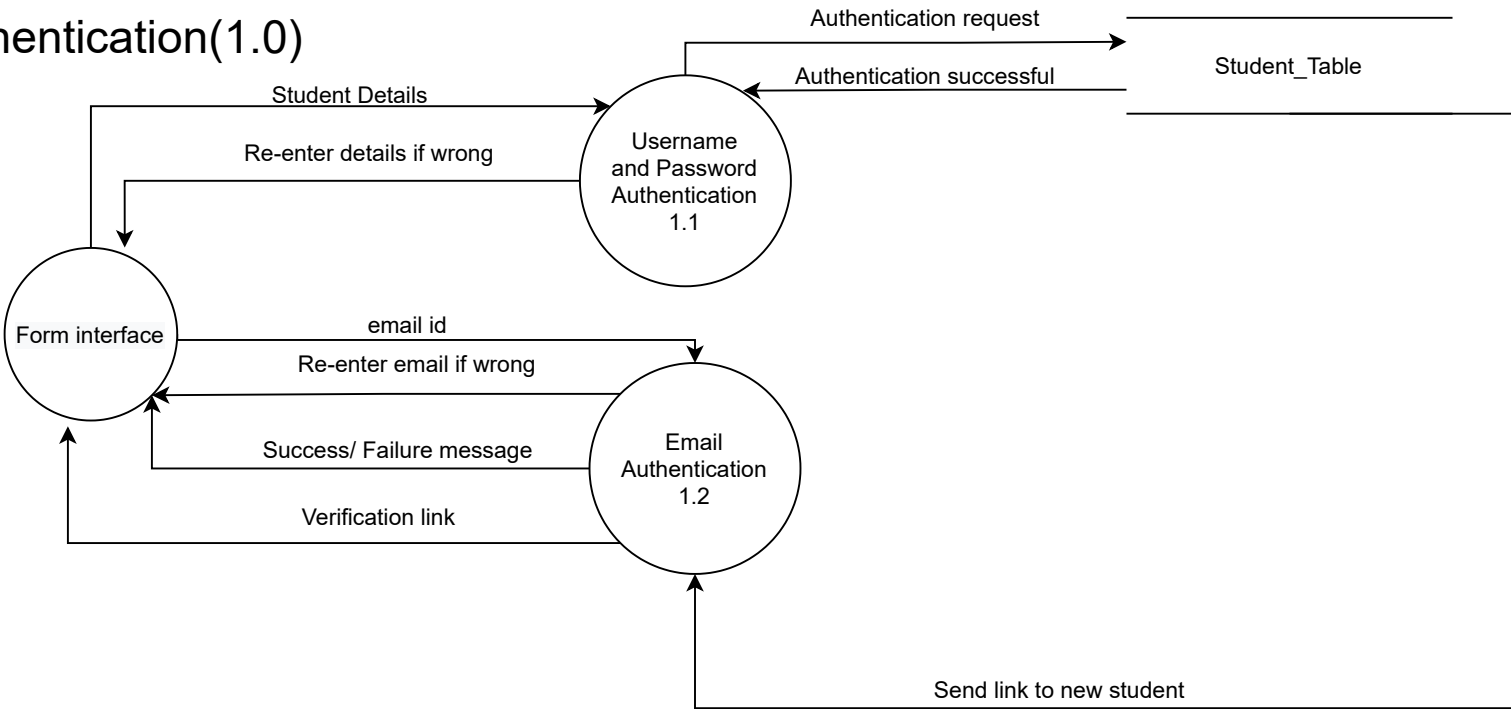 hentication(1.0)
Authentication request
Student_Table
Authentication successful
Student Details
Re-enter details if wrong
Username
and Password
Authentication
1.1
Form interface
email id
Re-enter email if wrong
Success/ Failure message
Email
Authentication
1.2
Verification link
Send link to new student